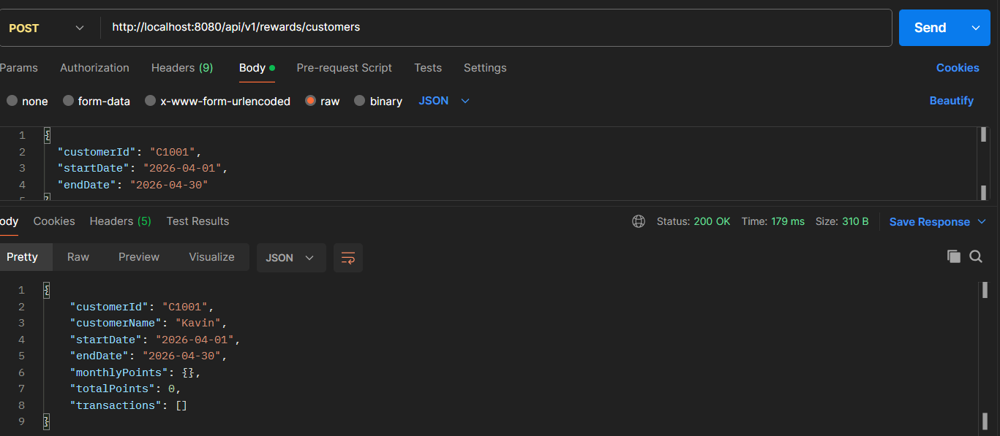 POST http://localhost:8080/api/v1/rewards/customers Send
Params Authorization Headers (9) Body Pre-request Script Tests Settings Cookies
none form-data x-www-form-urlencoded raw binary JSON Beautify
1 {
2 "customerId": "C1001",
3 "startDate": "2026-04-01",
4 "endDate": "2026-04-30"
5 }
ody Cookies Headers (5) Test Results Status: 200 OK Time: 179 ms Size: 310 B Save Response
Pretty Raw Preview Visualize JSON
1 {
2 "customerId": "C1001",
3 "customerName": "Kavin",
4 "startDate": "2026-04-01",
5 "endDate": "2026-04-30",
6 "monthlyPoints": {},
7 "totalPoints": 0,
8 "transactions": []
9 }